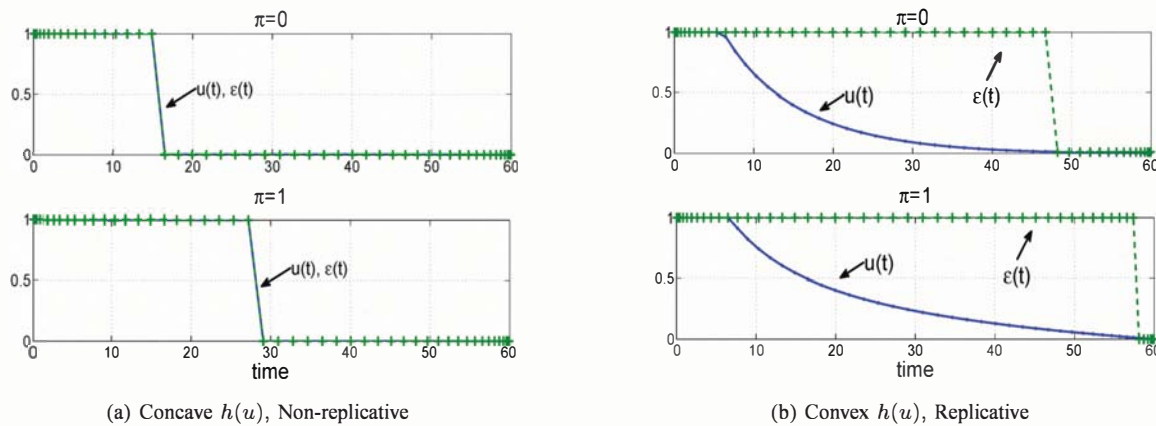 π=0
1
0.5
0
0 10 20 30 40 50 60
u(t), ε(t)
π=1
1
0.5
0
0 10 20 30 40 50 60
u(t), ε(t)
time
(a) Concave h(u), Non-replicative
π=0
1
0.5
0
0 10 20 30 40 50 60
u(t)
ε(t)
π=1
1
0.5
0
0 10 20 30 40 50 60
u(t)
ε(t)
time
(b) Convex h(u), Replicative